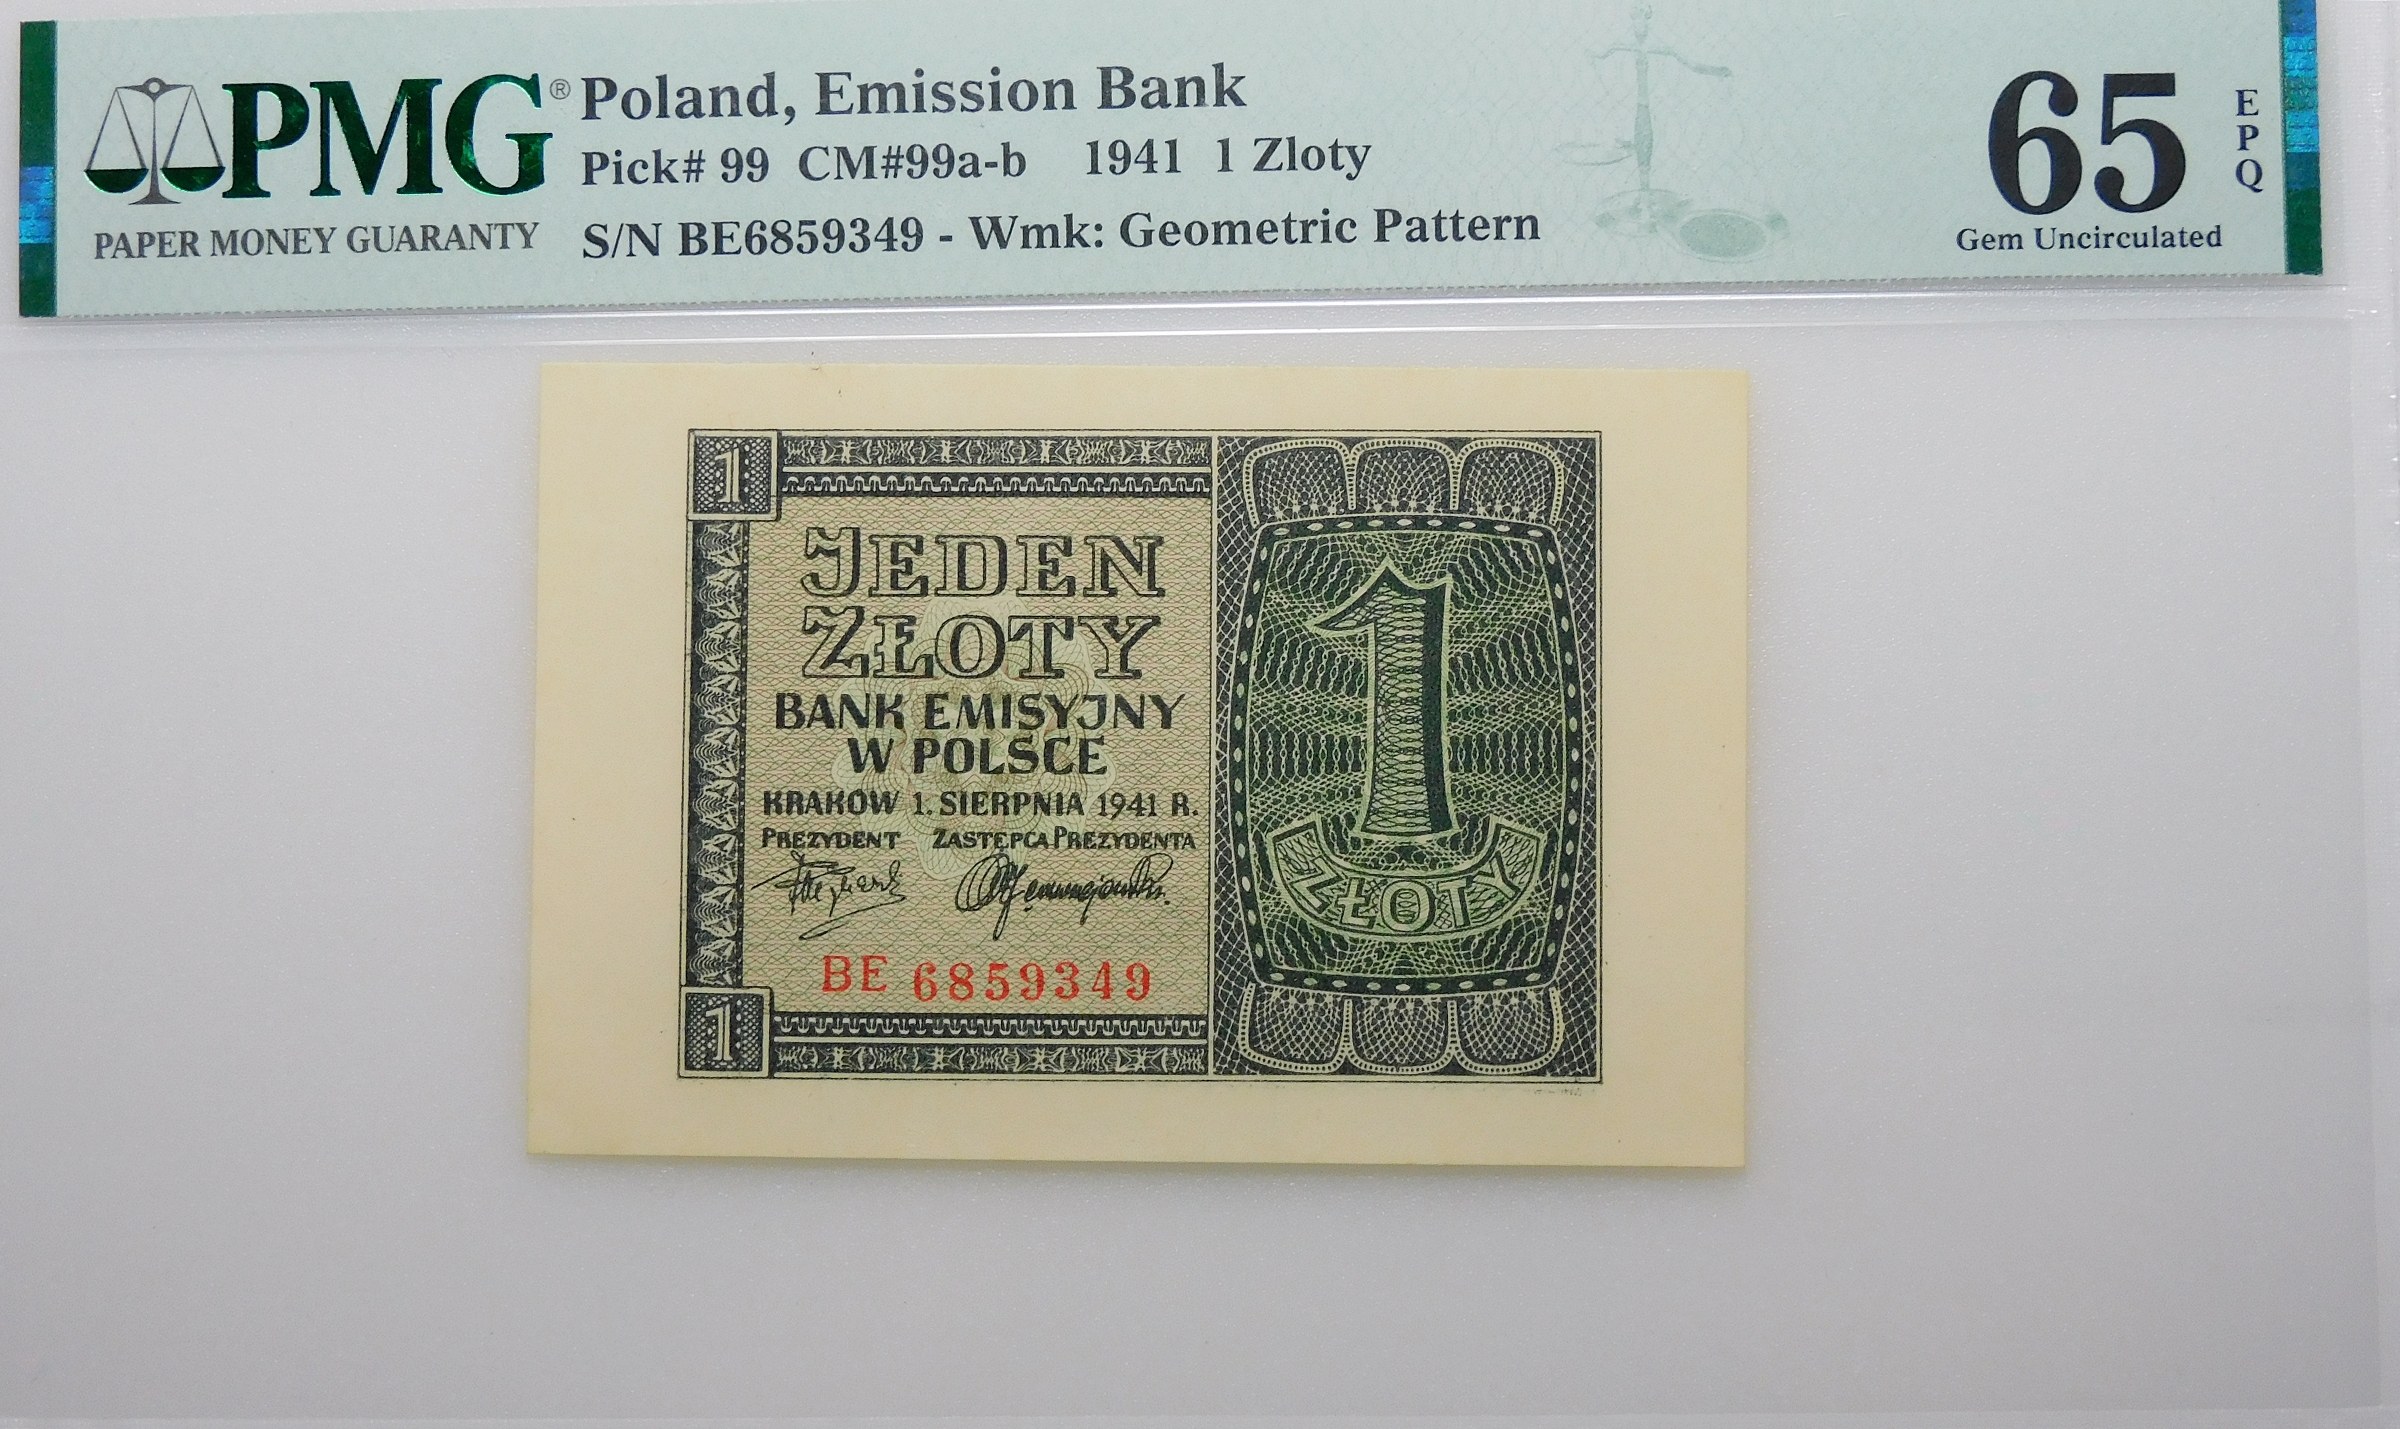 PMG®
PAPER MONEY GUARANTY
Poland, Emission Bank
Pick# 99 CM#99a-b 1941 1 Zloty
S/N BE6859349 - Wmk: Geometric Pattern
65
EPQ
Gem Uncirculated
1
JEDEN
ZŁOTY
BANK EMISYJNY
W POLSCE
KRAKÓW 1. SIERPNIA 1941 R.
PREZYDENT ZASTĘPCA PREZYDENTA
BE 6859349
1
1
ZŁOTY